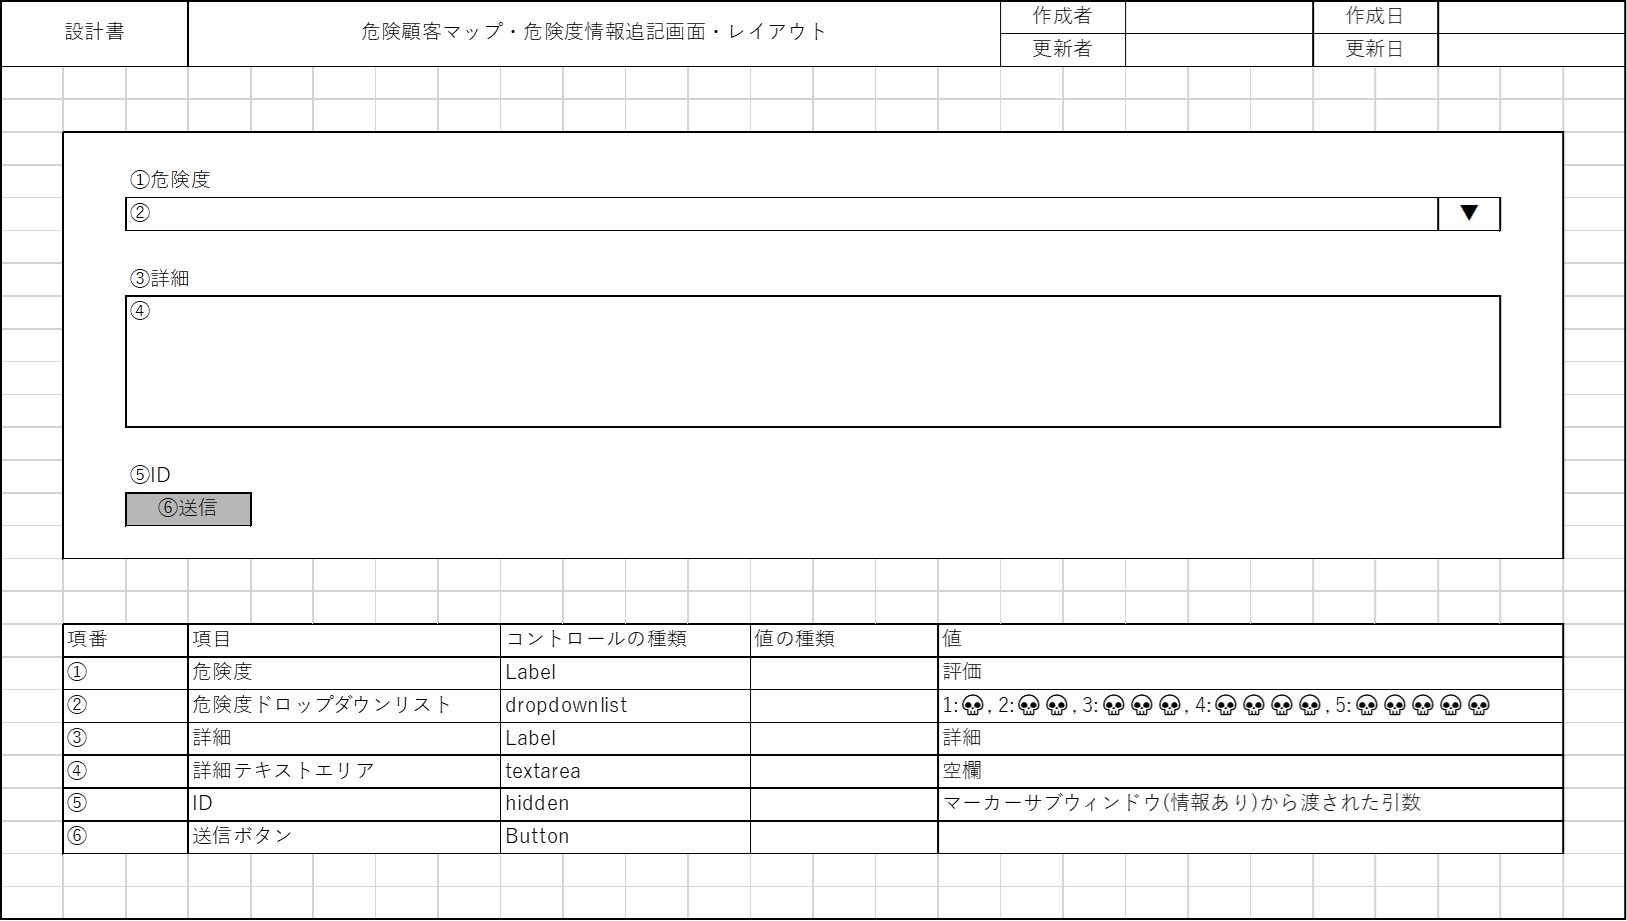 設計書 危険顧客マップ・危険度情報追記画面・レイアウト 作成者 作成日
更新者 更新日
①危険度
② ▼
③詳細
④
⑤ID
⑥送信
項番 項目 コントロールの種類 値の種類 値
① 危険度 Label 評価
② 危険度ドロップダウンリスト dropdownlist 1:💀, 2:💀💀, 3:💀💀💀, 4:💀💀💀💀, 5:💀💀💀💀💀
③ 詳細 Label 詳細
④ 詳細テキストエリア textarea 空欄
⑤ ID hidden マーカーサブウィンドウ(情報あり)から渡された引数
⑥ 送信ボタン Button